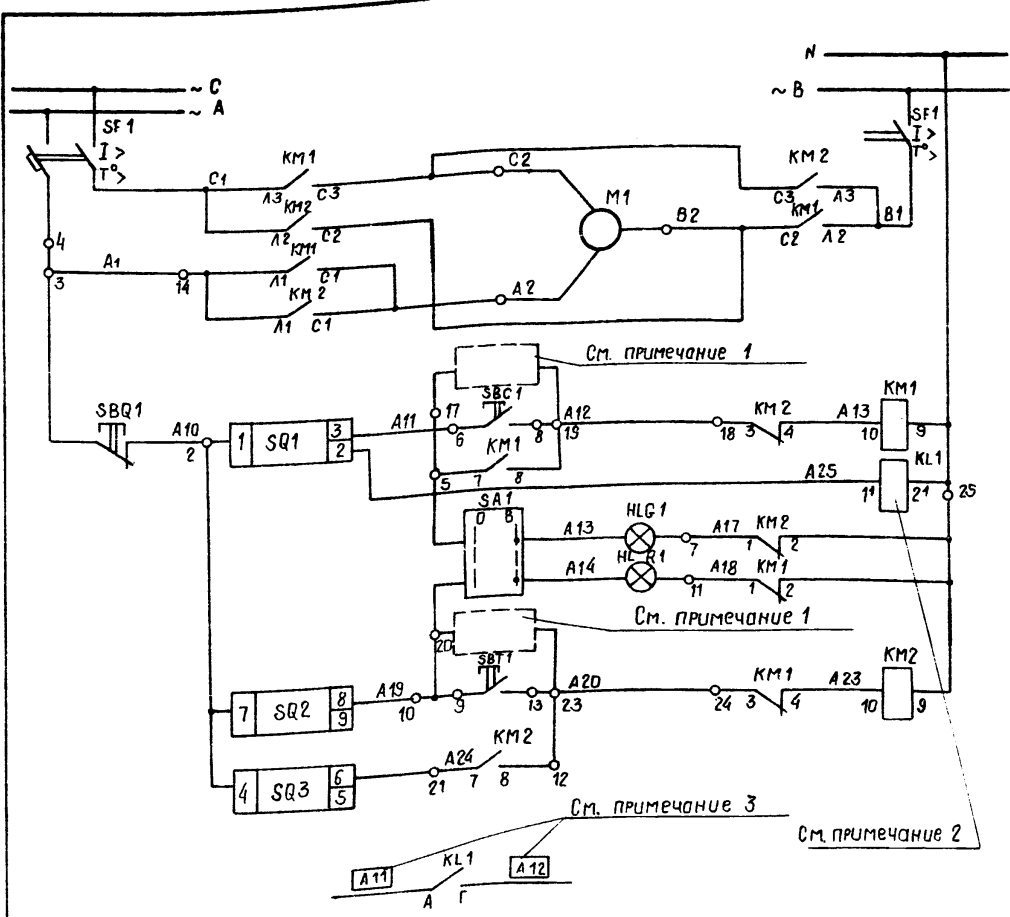 N
~ C
~ A
~ B
SF1
I >
T° >
SF1
I >
T° >
KM1
C1
Л3
C3
C2
KM2
C3
Л3
M1
KM2
Л2
C2
B2
KM1
C2
Л2
B1
4
3
A1
14
KM1
Л1
C1
KM2
Л1
C1
A2
См. примечание 1
SBQ1
A10
2
1
SQ1
3
2
A11
17
6
SBC1
8
A12
19
18
KM2
3
4
A13
KM1
10
9
5
KM1
7
8
A25
KL1
11
21
25
SA1
O
B
A13
HLG1
7
A17
KM2
1
2
A14
HLR1
11
A18
KM1
1
2
См. примечание 1
20
SBT1
7
SQ2
8
9
A19
10
9
13
A20
23
24
KM1
3
4
A23
KM2
10
9
4
SQ3
6
5
A24
21
KM2
7
8
12
См. примечание 3
См. примечание 2
A11
KL1
A12
А
Г